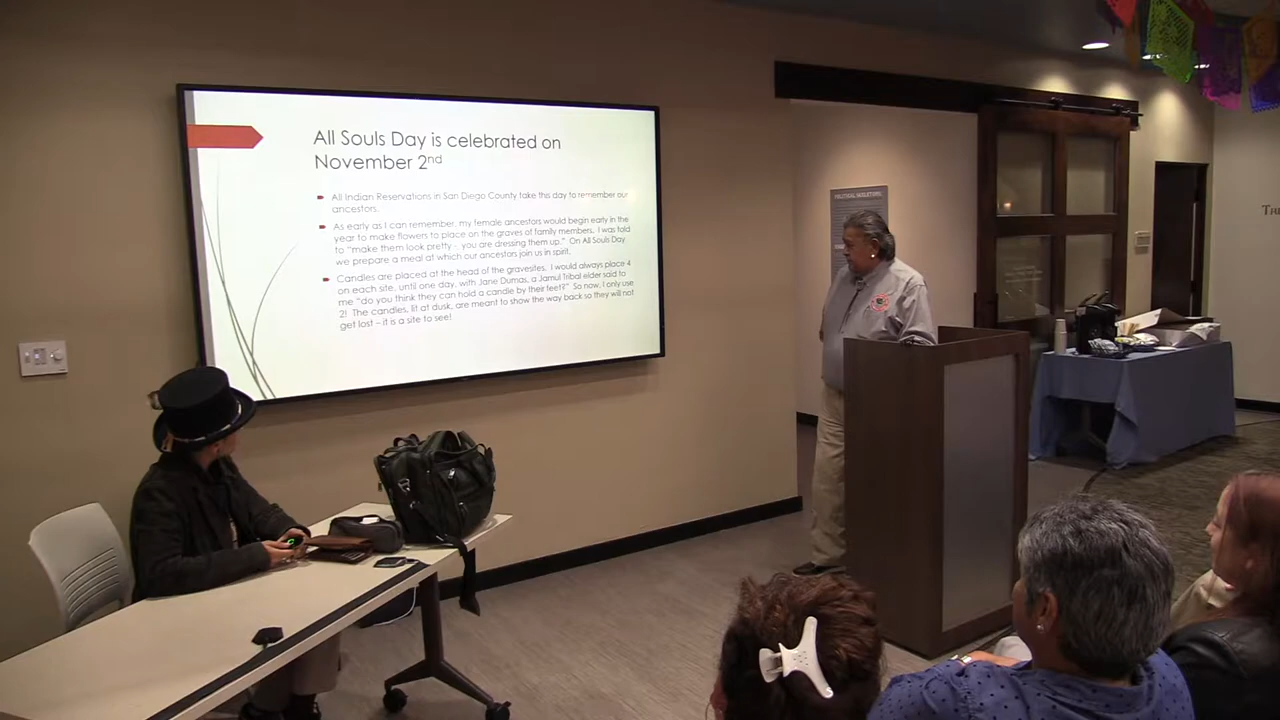 All Souls Day is celebrated on
November 2nd
All Indian Reservations in San Diego County take this day to remember our
ancestors.
As early as I can remember, my female ancestors would begin early in the
year to make flowers to place on the graves of family members. I was told
to "make them look pretty - you are dressing them up." On All Souls Day
we prepare a meal at which our ancestors join us in spirit.
Candles are placed at the head of the gravesites. I would always place 4
on each site, until one day, with Jane Dumas, a Jamul Tribal elder said to
me "do you think they can hold a candle by their feet?" So now, I only use
2! The candles, lit at dusk, are meant to show the way back so they will not
get lost – it is a site to see!